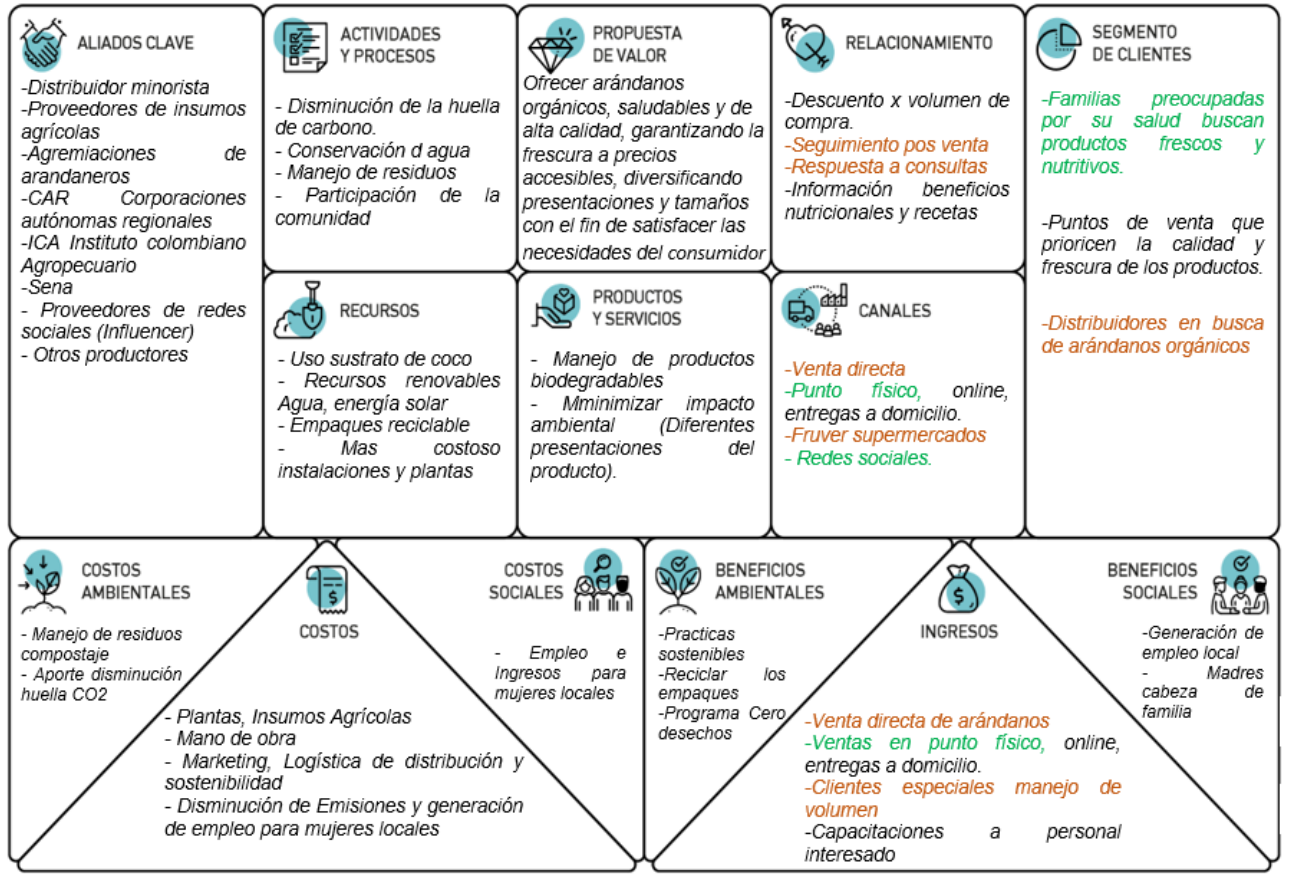 ALIADOS CLAVE
-Distribuidor minorista
-Proveedores de insumos
agrícolas
-Agremiaciones de
arandaneros
-CAR Corporaciones
autónomas regionales
-ICA Instituto colombiano
Agropecuario
-Sena
- Proveedores de redes
sociales (Influencer)
- Otros productores
ACTIVIDADES
Y PROCESOS
- Disminución de la huella
de carbono.
- Conservación d agua
- Manejo de residuos
- Participación de la
comunidad
RECURSOS
- Uso sustrato de coco
- Recursos renovables
Agua, energía solar
- Empaques reciclable
- Mas costoso
instalaciones y plantas
PROPUESTA
DE VALOR
Ofrecer arándanos
orgánicos, saludables y de
alta calidad, garantizando la
frescura a precios
accesibles, diversificando
presentaciones y tamaños
con el fin de satisfacer las
necesidades del consumidor
PRODUCTOS
Y SERVICIOS
- Manejo de productos
biodegradables
- Mminimizar impacto
ambiental (Diferentes
presentaciones del
producto).
RELACIONAMIENTO
-Descuento x volumen de
compra.
-Seguimiento pos venta
-Respuesta a consultas
-Información beneficios
nutricionales y recetas
CANALES
-Venta directa
-Punto físico, online,
entregas a domicilio.
-Fruver supermercados
- Redes sociales.
SEGMENTO
DE CLIENTES
-Familias preocupadas
por su salud buscan
productos frescos y
nutritivos.
-Puntos de venta que
prioricen la calidad y
frescura de los productos.
-Distribuidores en busca
de arándanos orgánicos
COSTOS
AMBIENTALES
- Manejo de residuos
compostaje
- Aporte disminución
huella CO2
COSTOS
- Plantas, Insumos Agrícolas
- Mano de obra
- Marketing, Logística de distribución y
sostenibilidad
- Disminución de Emisiones y generación
de empleo para mujeres locales
COSTOS
SOCIALES
- Empleo e
Ingresos para
mujeres locales
BENEFICIOS
AMBIENTALES
-Practicas
sostenibles
-Reciclar los
empaques
-Programa Cero
desechos
INGRESOS
-Venta directa de arándanos
-Ventas en punto físico, online,
entregas a domicilio.
-Clientes especiales manejo de
volumen
-Capacitaciones a personal
interesado
BENEFICIOS
SOCIALES
-Generación de
empleo local
- Madres
cabeza de
familia